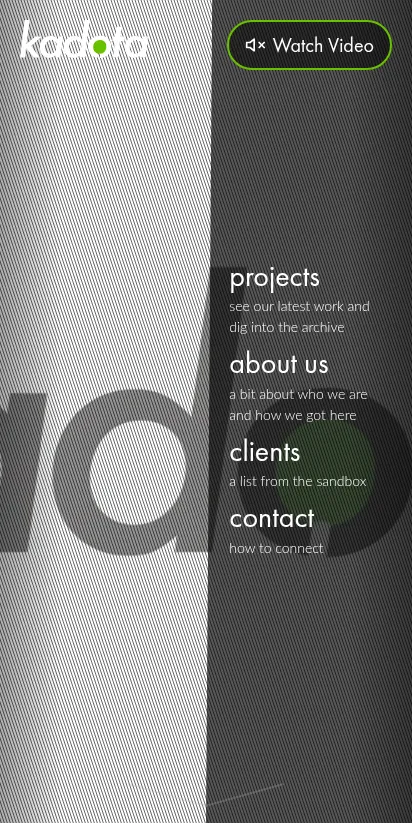 kadota
Watch Video
projects
see our latest work and
dig into the archive
about us
a bit about who we are
and how we got here
clients
a list from the sandbox
contact
how to connect